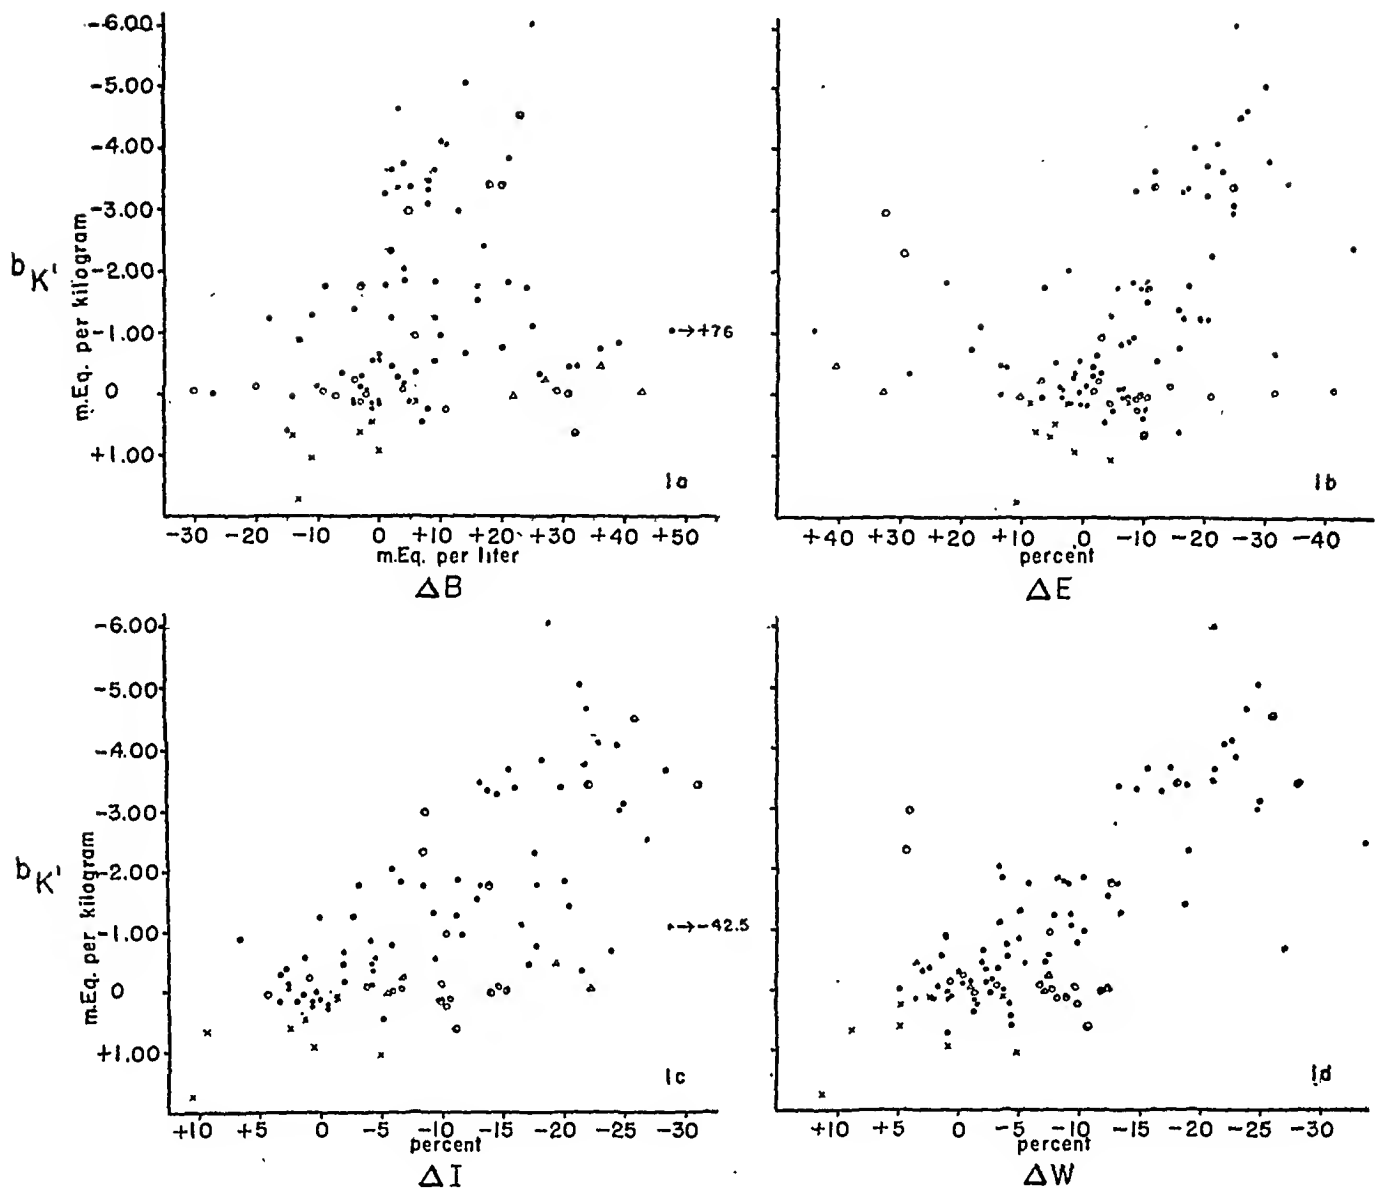 -6.00
-5.00
-4.00
-3.00
-2.00
-1.00
0
+1.00
b K'
m.Eq. per kilogram
→+76
1a
-30 -20 -10 0 +10 +20 +30 +40 +50
m.Eq. per liter
ΔB
1b
+40 +30 +20 +10 0 -10 -20 -30 -40
percent
ΔE
-6.00
-5.00
-4.00
-3.00
-2.00
-1.00
0
+1.00
b K'
m.Eq. per kilogram
→-42.5
1c
+10 +5 0 -5 -10 -15 -20 -25 -30
percent
ΔI
1d
+10 +5 0 -5 -10 -15 -20 -25 -30
percent
ΔW